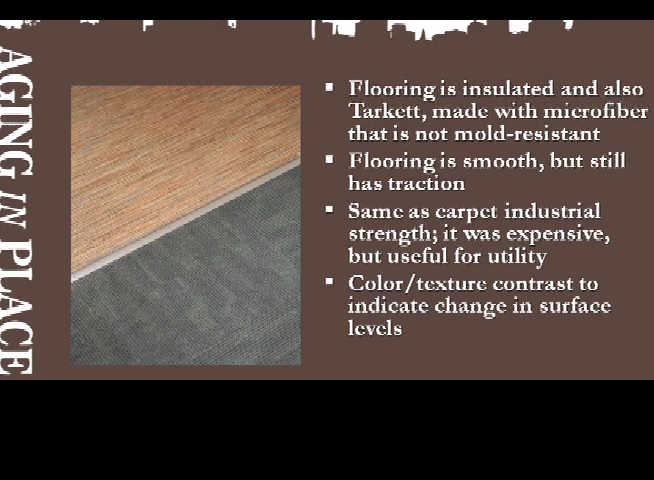 AGING IN PLACE
Flooring is insulated and also
Tarkett, made with microfiber
that is not mold-resistant
Flooring is smooth, but still
has traction
Same as carpet industrial
strength; it was expensive,
but useful for utility
Color/texture contrast to
indicate change in surface
levels